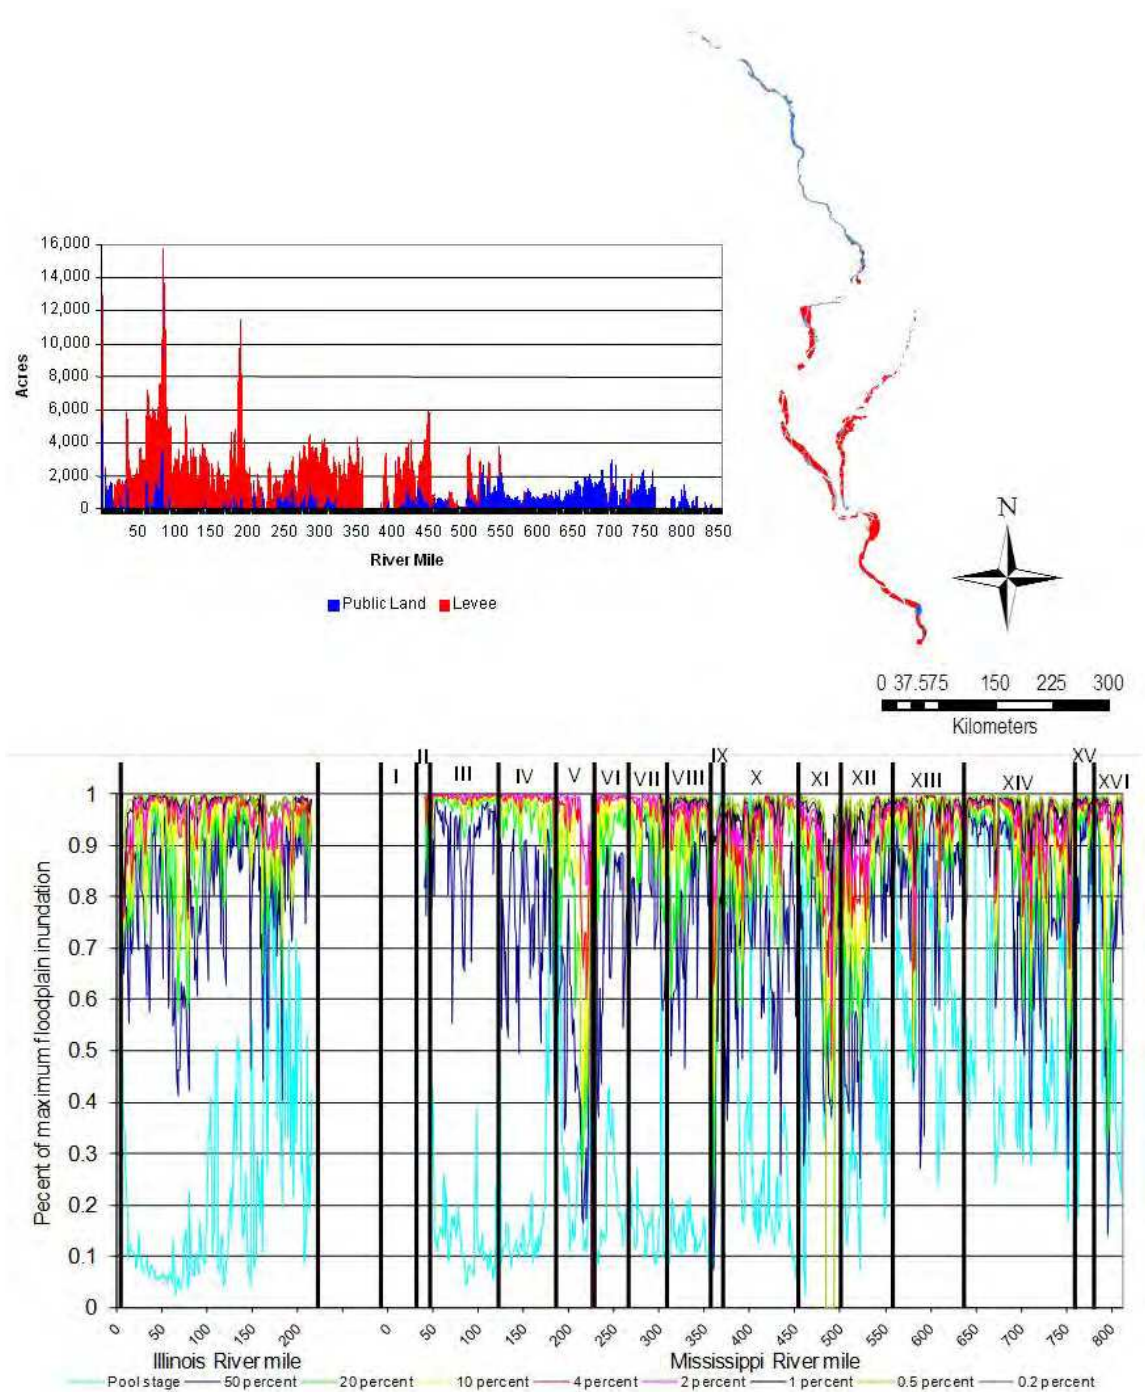 16,000
14,000
12,000
10,000
8,000
6,000
4,000
2,000
0
Acres
50 100 150 200 250 300 350 400 450 500 550 600 650 700 750 800 850
River Mile
Public Land Levee
N
0 37.575 150 225 300
Kilometers
I II III IV V VI VII VIII IX X XI XII XIII XIV XV XVI
1
0.9
0.8
0.7
0.6
0.5
0.4
0.3
0.2
0.1
0
Pecent of maximum floodplain inundation
0 50 100 150 200 0 50 100 150 200 250 300 350 400 450 500 550 600 650 700 750 800
Illinois River mile Mississippi River mile
Pool stage 50 percent 20 percent 10 percent 4 percent 2 percent 1 percent 0.5 percent 0.2 percent